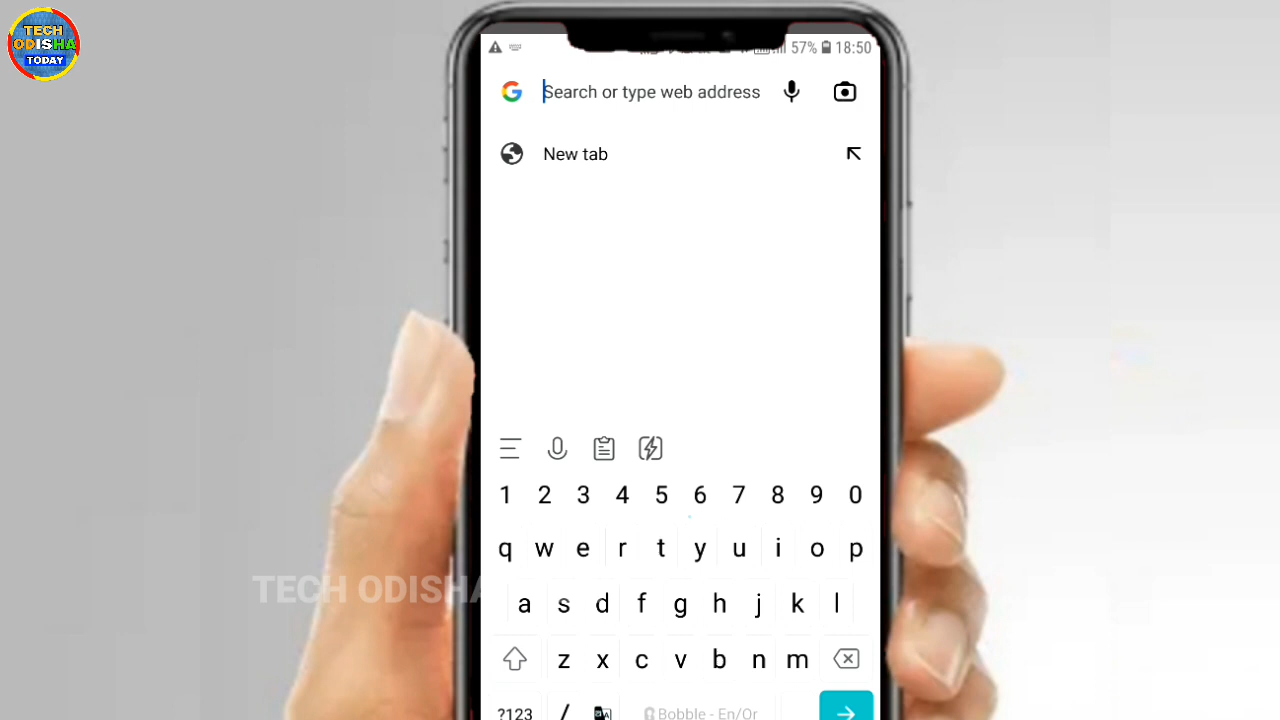 TECH
ODISHA
TODAY
57% 18:50
Search or type web address
New tab
1 2 3 4 5 6 7 8 9 0
q w e r t y u i o p
a s d f g h j k l
TECH ODISHA
z x c v b n m
?123 / Bobble - En/Or